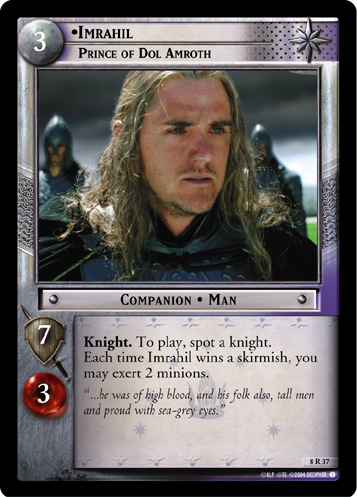 3
•Imrahil
Prince of Dol Amroth
Companion • Man
7
3
Knight. To play, spot a knight.
Each time Imrahil wins a skirmish, you
may exert 2 minions.
“...he was of high blood, and his folk also, tall men
and proud with sea-grey eyes.”
8 R 37